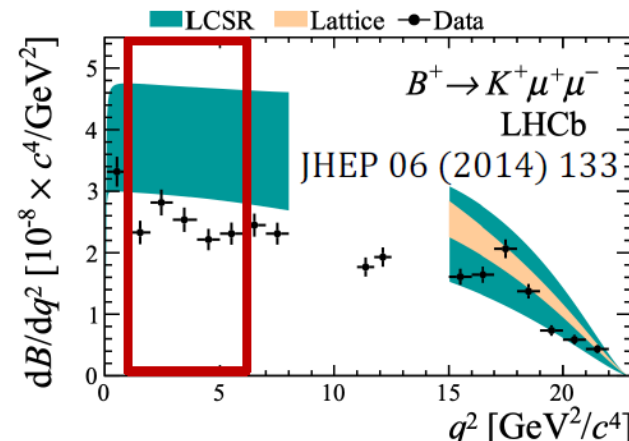 LCSR Lattice Data
dB/dq² [10⁻⁸ × c⁴/GeV²]
5
4
3
2
1
0
B⁺ → K⁺μ⁺μ⁻
LHCb
JHEP 06 (2014) 133
0 5 10 15 20
q² [GeV²/c⁴]